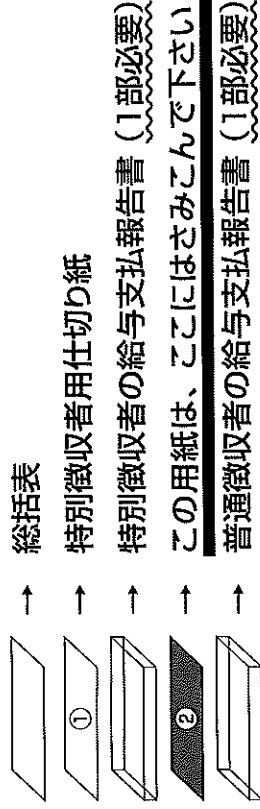 総括表
① 特別徴収者用仕切り紙
特別徴収者の給与支払報告書（1部必要）
② この用紙は、ここにはさみこんで下さい
普通徴収者の給与支払報告書（1部必要）